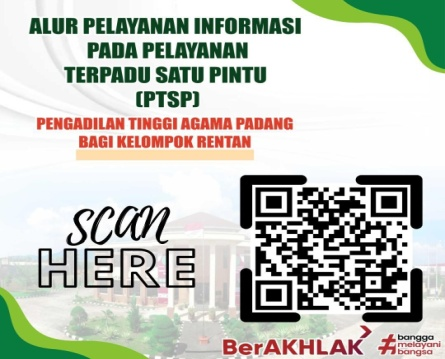 ALUR PELAYANAN INFORMASI
PADA PELAYANAN
TERPADU SATU PINTU
(PTSP)
PENGADILAN TINGGI AGAMA PADANG
BAGI KELOMPOK RENTAN
scan
HERE
BerAKHLAK
#bangga
melayani
bangsa